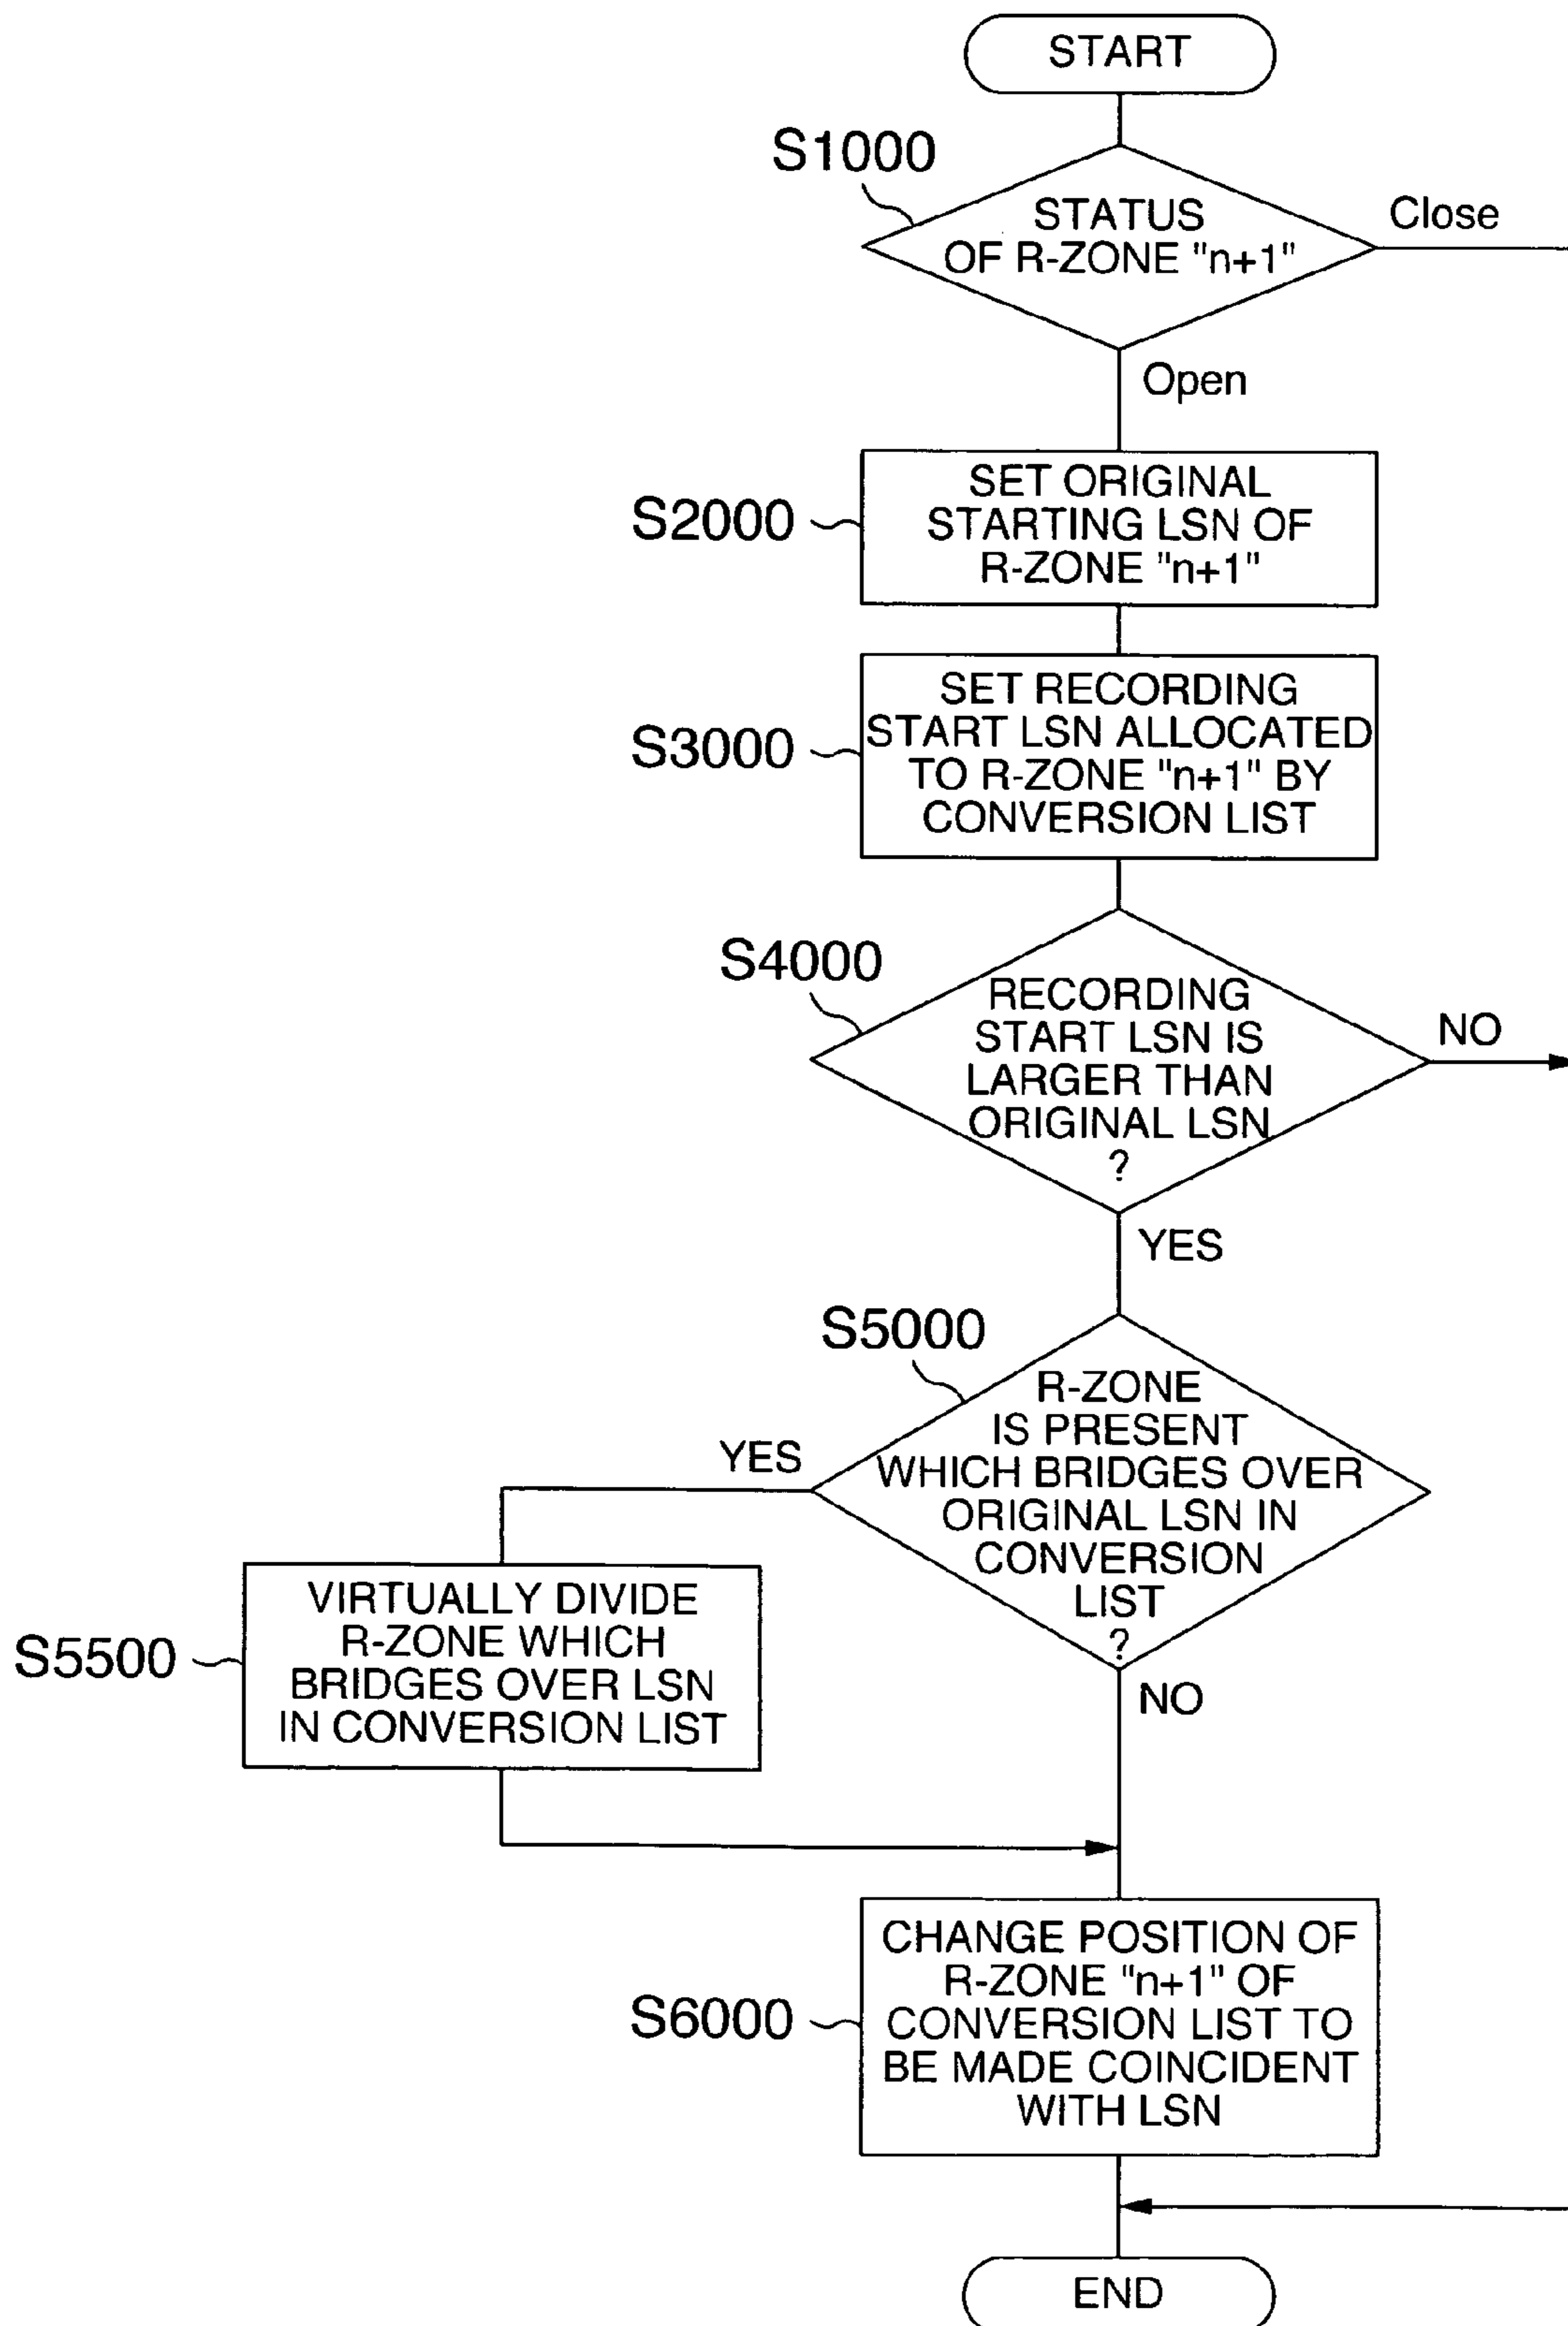 START
S1000
STATUS
OF R-ZONE "n+1"
Close
Open
S2000
SET ORIGINAL
STARTING LSN OF
R-ZONE "n+1"
S3000
SET RECORDING
START LSN ALLOCATED
TO R-ZONE "n+1" BY
CONVERSION LIST
S4000
RECORDING
START LSN IS
LARGER THAN
ORIGINAL LSN
?
NO
YES
S5000
R-ZONE
IS PRESENT
WHICH BRIDGES OVER
ORIGINAL LSN IN
CONVERSION
LIST
?
YES
NO
S5500
VIRTUALLY DIVIDE
R-ZONE WHICH
BRIDGES OVER LSN
IN CONVERSION LIST
S6000
CHANGE POSITION OF
R-ZONE "n+1" OF
CONVERSION LIST TO
BE MADE COINCIDENT
WITH LSN
END